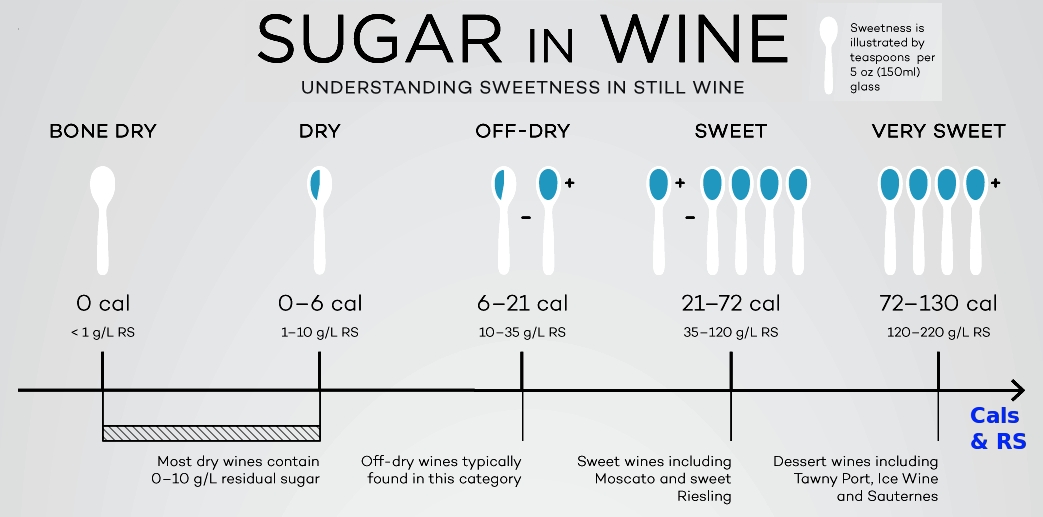 SUGAR IN WINE
UNDERSTANDING SWEETNESS IN STILL WINE
Sweetness is
illustrated by
teaspoons per
5 oz (150ml)
glass
BONE DRY
DRY
OFF-DRY
SWEET
VERY SWEET
+
+
+
–
–
0 cal
0–6 cal
6–21 cal
21–72 cal
72–130 cal
< 1 g/L RS
1–10 g/L RS
10–35 g/L RS
35–120 g/L RS
120–220 g/L RS
Cals
& RS
Most dry wines contain
0–10 g/L residual sugar
Off-dry wines typically
found in this category
Sweet wines including
Moscato and sweet
Riesling
Dessert wines including
Tawny Port, Ice Wine
and Sauternes